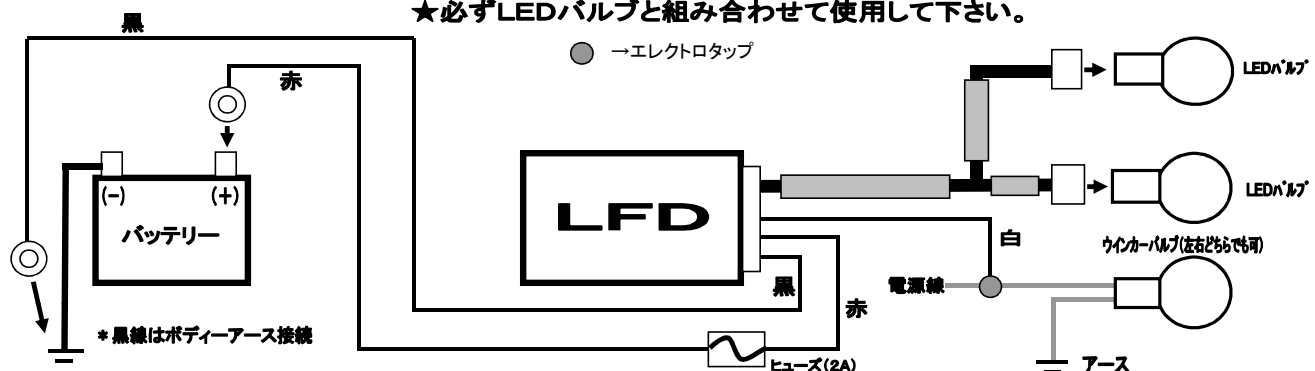 ★必ずLEDバルブと組み合わせて使用して下さい。
黒
→エレクトロタップ
赤
LEDバルブ
(-)
(+)
バッテリー
LFD
LEDバルブ
白
ウインカーバルブ(左右どちらでも可)
黒
電源線
赤
*黒線はボディーアース接続
ヒューズ(2A)
アース